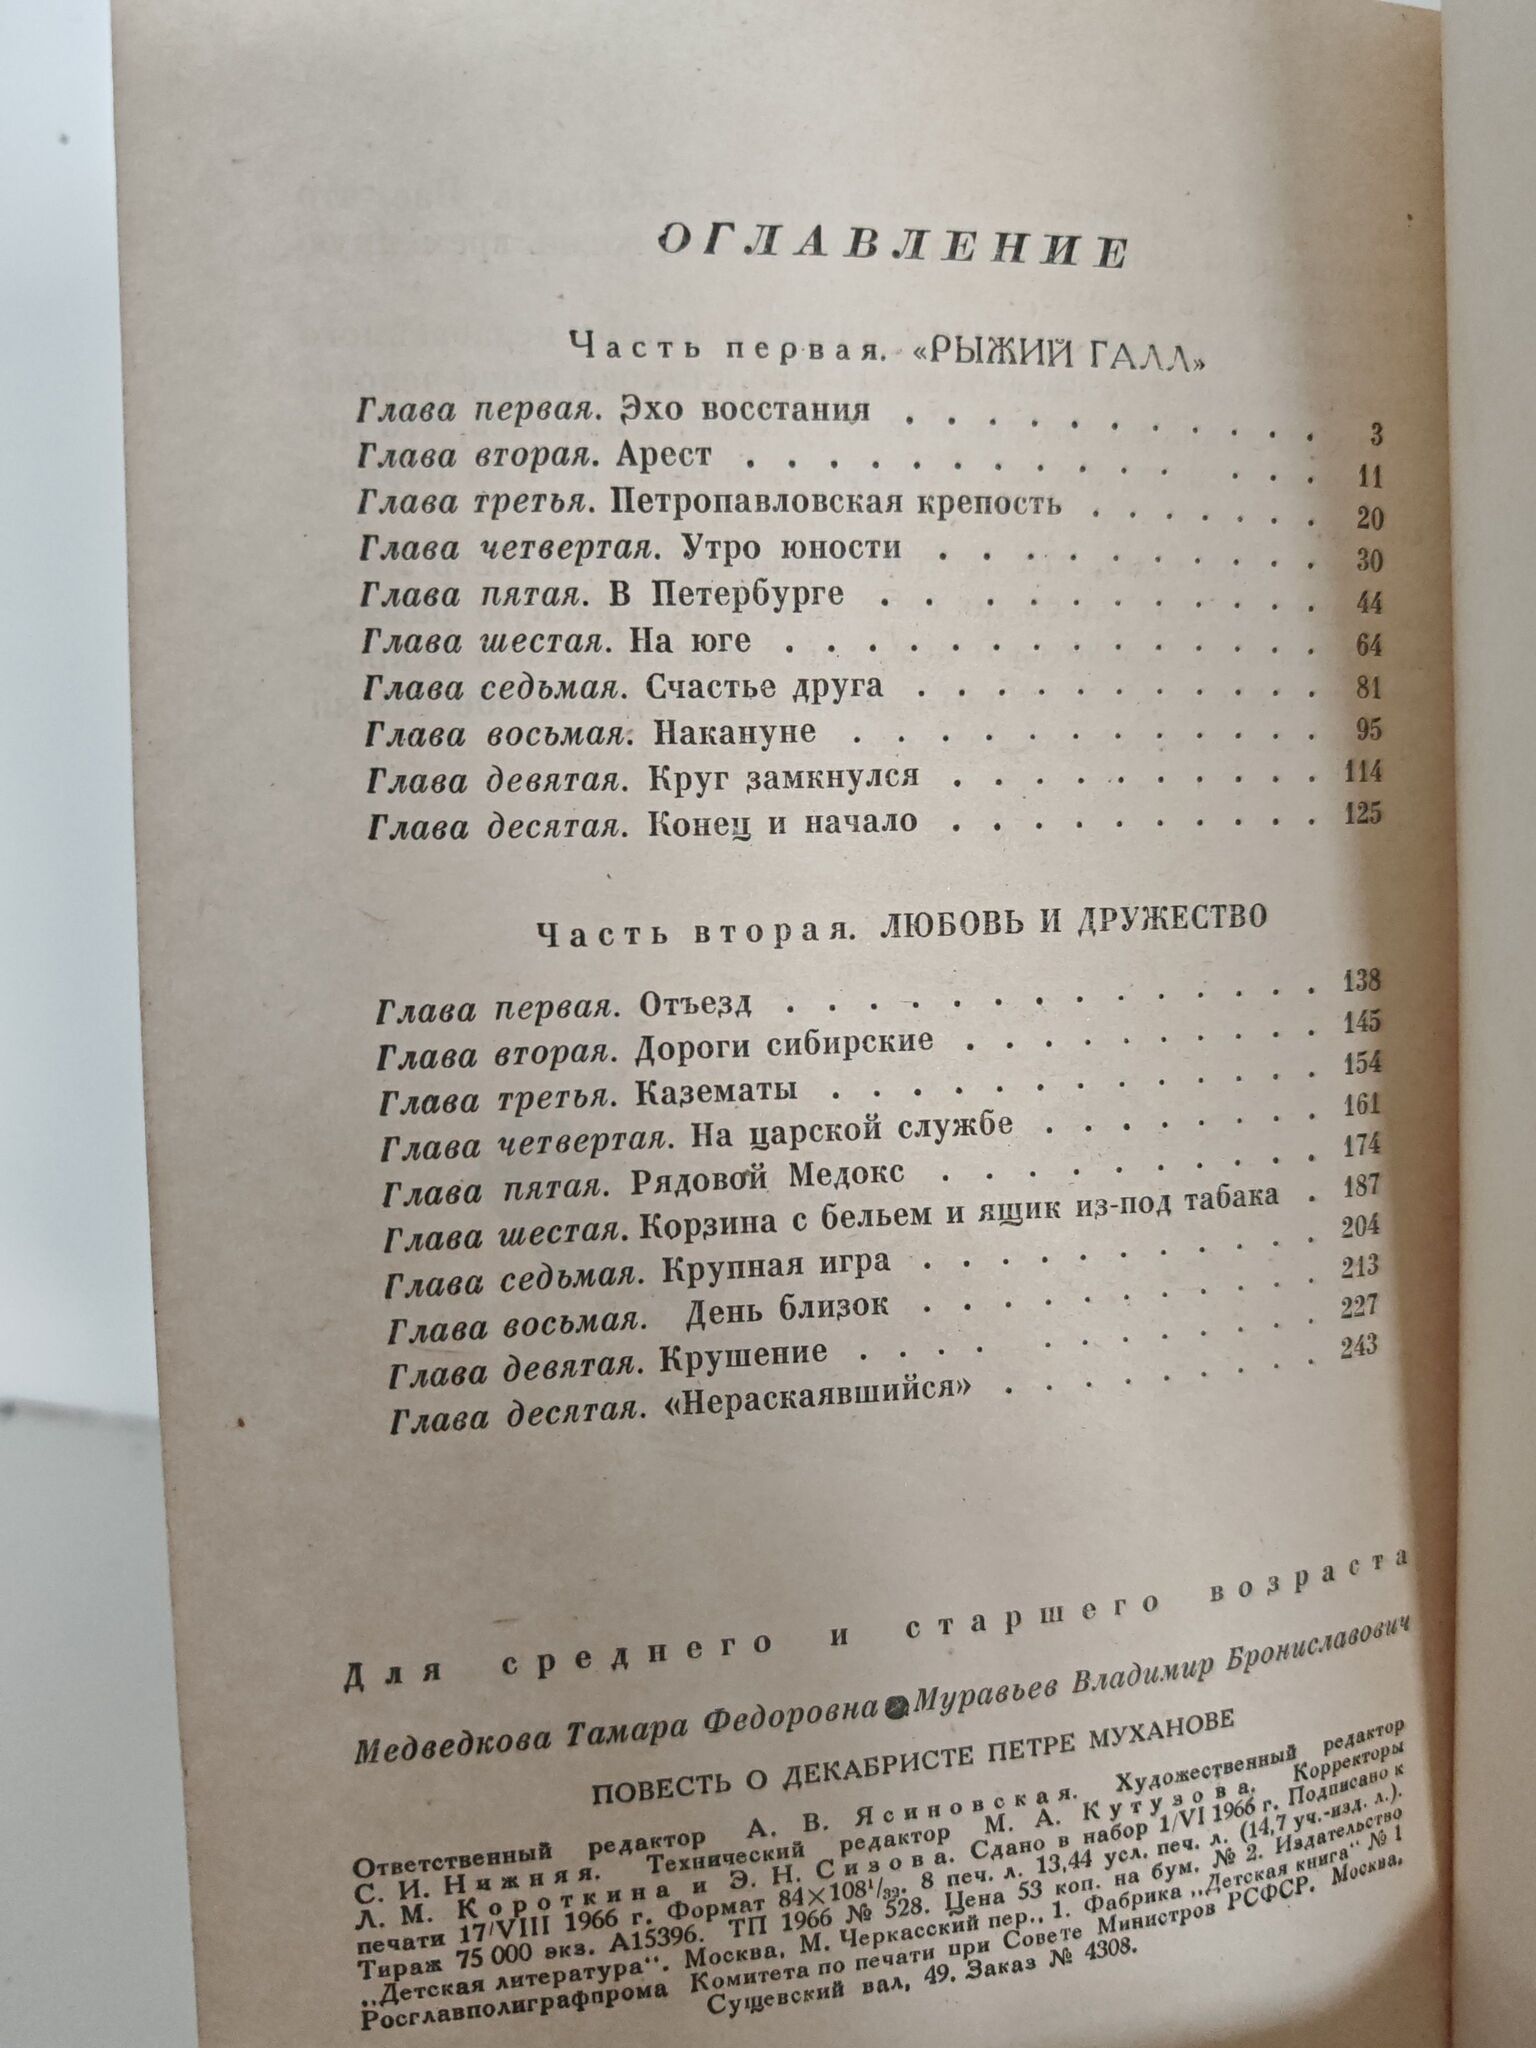 ОГЛАВЛЕНИЕ
Часть первая. «РЫЖИЙ ГАЛЛ»
Глава первая. Эхо восстания . . . . . . . . . . . 3
Глава вторая. Арест . . . . . . . . . . . . . . 11
Глава третья. Петропавловская крепость . . . . . . . 20
Глава четвертая. Утро юности . . . . . . . . . . 30
Глава пятая. В Петербурге . . . . . . . . . . . 44
Глава шестая. На юге . . . . . . . . . . . . . 64
Глава седьмая. Счастье друга . . . . . . . . . . 81
Глава восьмая. Накануне . . . . . . . . . . . 95
Глава девятая. Круг замкнулся . . . . . . . . . 114
Глава десятая. Конец и начало . . . . . . . . . 125
Часть вторая. ЛЮБОВЬ И ДРУЖЕСТВО
Глава первая. Отъезд . . . . . . . . . . . . . 138
Глава вторая. Дороги сибирские . . . . . . . . . 145
Глава третья. Казематы . . . . . . . . . . . . 154
Глава четвертая. На царской службе . . . . . . . 161
Глава пятая. Рядовой Медокс . . . . . . . . . . 174
Глава шестая. Корзина с бельем и ящик из-под табака . 187
Глава седьмая. Крупная игра . . . . . . . . . . 204
Глава восьмая. День близок . . . . . . . . . . 213
Глава девятая. Крушение . . . . . . . . . . . 227
Глава десятая. «Нераскаявшийся» . . . . . . . . 243
Для среднего и старшего возраста
Медведкова Тамара Федоровна Муравьев Владимир Брониславович
ПОВЕСТЬ О ДЕКАБРИСТЕ ПЕТРЕ МУХАНОВЕ
Ответственный редактор А. В. Ясиновская. Художественный редактор
С. И. Нижняя. Технический редактор М. А. Кутузова. Корректоры
Л. М. Короткина и Э. Н. Сизова. Сдано в набор 1/VI 1966 г. Подписано к
печати 17/VIII 1966 г. Формат 84×108¹/₃₂. 8 печ. л. 13,44 усл. печ. л. (14,7 уч.-изд. л.).
Тираж 75 000 экз. А15396. ТП 1966 № 528. Цена 53 коп. на бум. № 2. Издательство
„Детская литература". Москва, М. Черкасский пер., 1. Фабрика „Детская книга" № 1
Росглавполиграфпрома Комитета по печати при Совете Министров РСФСР. Москва,
Сущевский вал, 49. Заказ № 4308.